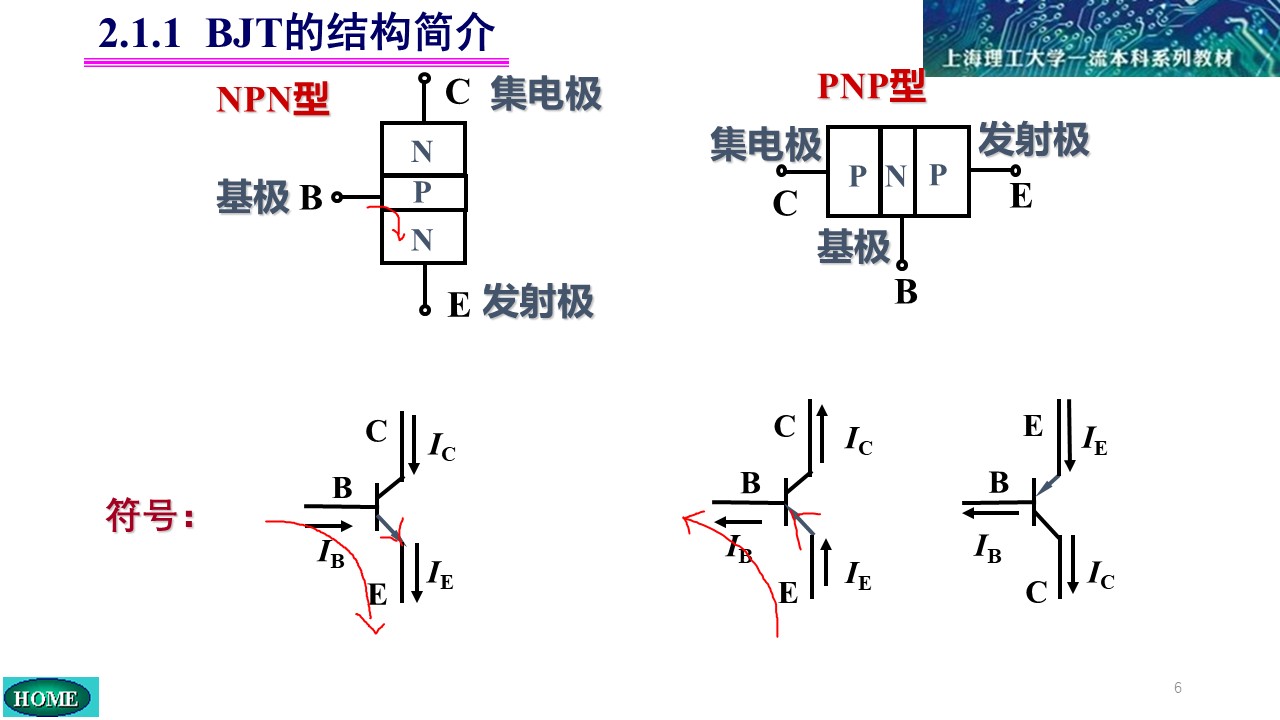 2.1.1 BJT的结构简介
上海理工大学一流本科系列教材
NPN型
C 集电极
N
基极 B
P
N
E 发射极
PNP型
集电极
发射极
C
P N P
E
基极
B
符号：
C
IC
B
IB
E
IE
C
IC
B
IB
E
IE
E
IE
B
IB
C
IC
HOME
6